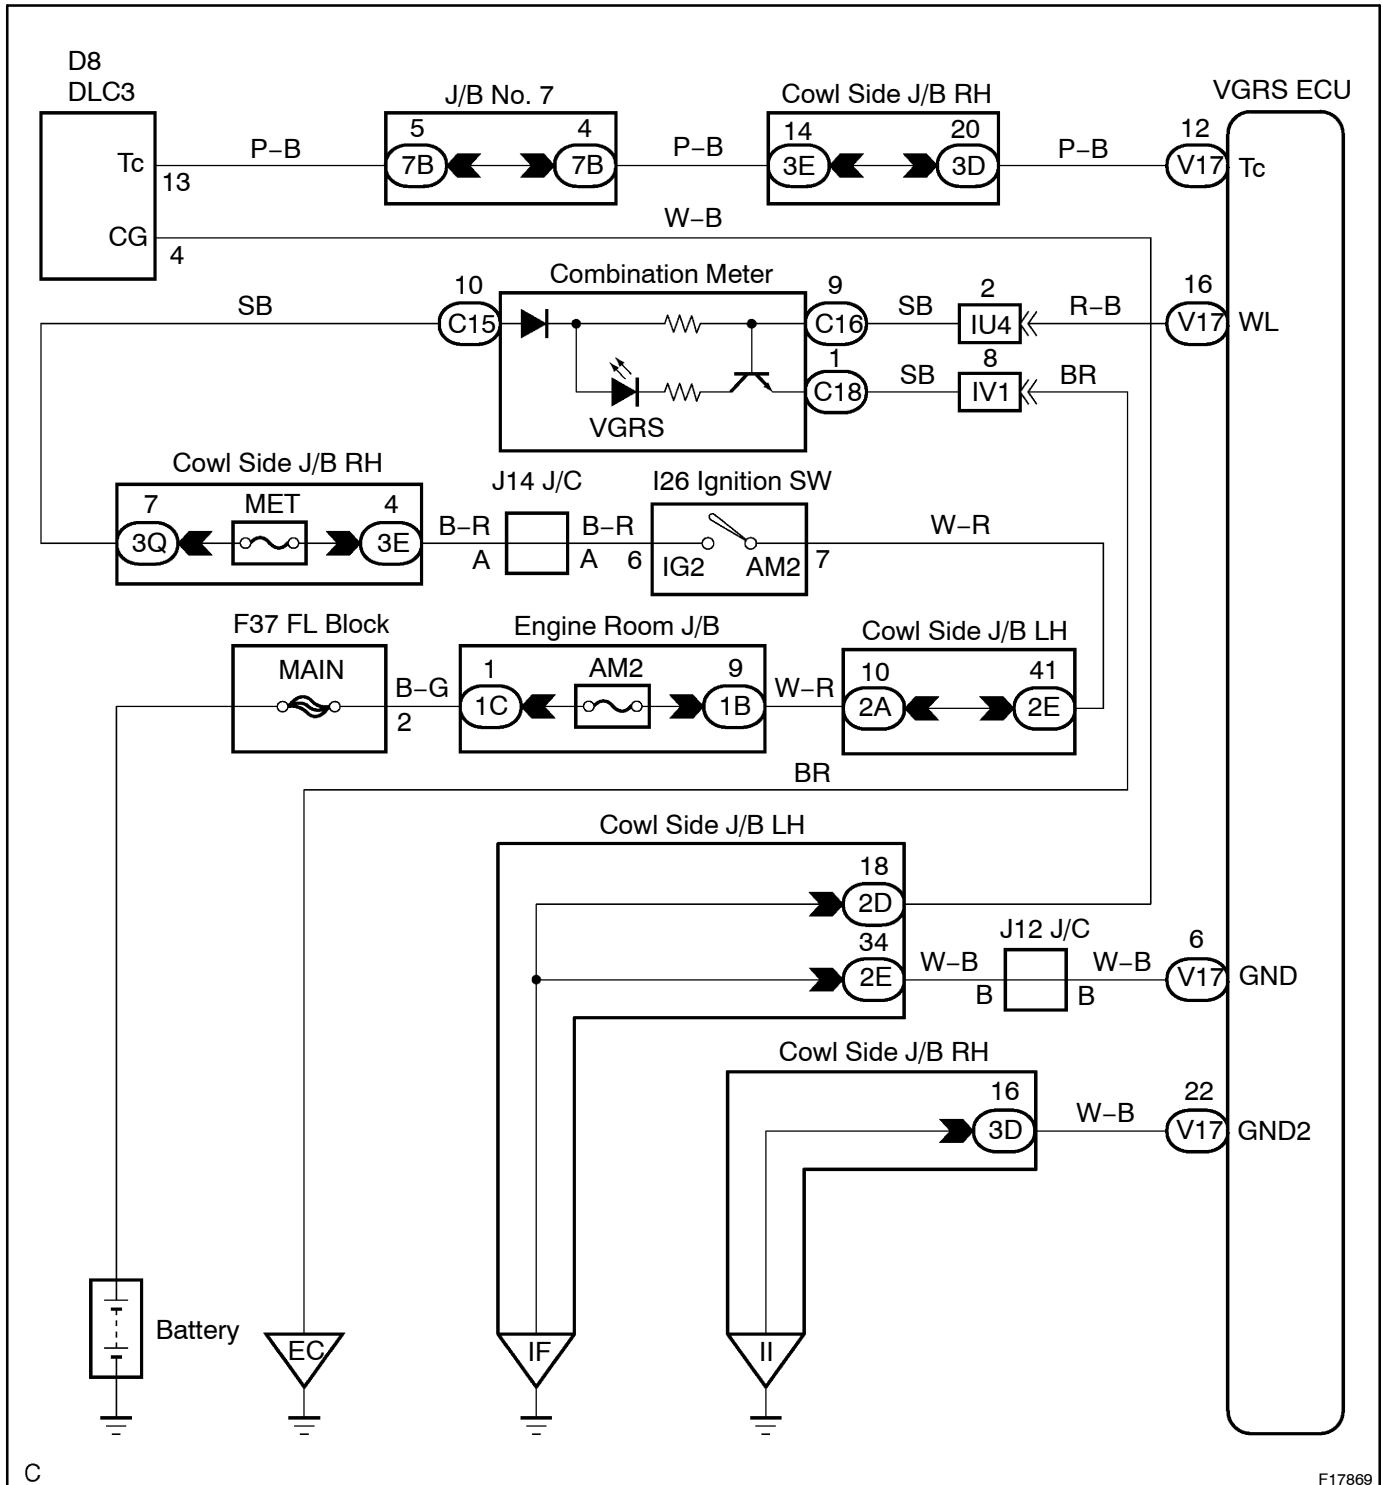 D8
DLC3
J/B No. 7
Cowl Side J/B RH
VGRS ECU
5
4
14
20
12
Tc
P−B
7B
7B
P−B
3E
3D
P−B
V17
Tc
13
W−B
CG
4
Combination Meter
10
9
2
16
SB
C15
C16
SB
IU4
R−B
V17
WL
1
8
C18
SB
IV1
BR
VGRS
Cowl Side J/B RH
J14 J/C
I26 Ignition SW
7
MET
4
B−R
B−R
W−R
3Q
3E
A
A
6
IG2
AM2
7
F37 FL Block
Engine Room J/B
Cowl Side J/B LH
MAIN
1
AM2
9
10
41
B−G
W−R
1C
1B
2A
2E
2
BR
Cowl Side J/B LH
18
2D
J12 J/C
34
6
2E
W−B
W−B
V17
GND
B
B
Cowl Side J/B RH
16
22
3D
W−B
V17
GND2
Battery
EC
IF
II
C
F17869